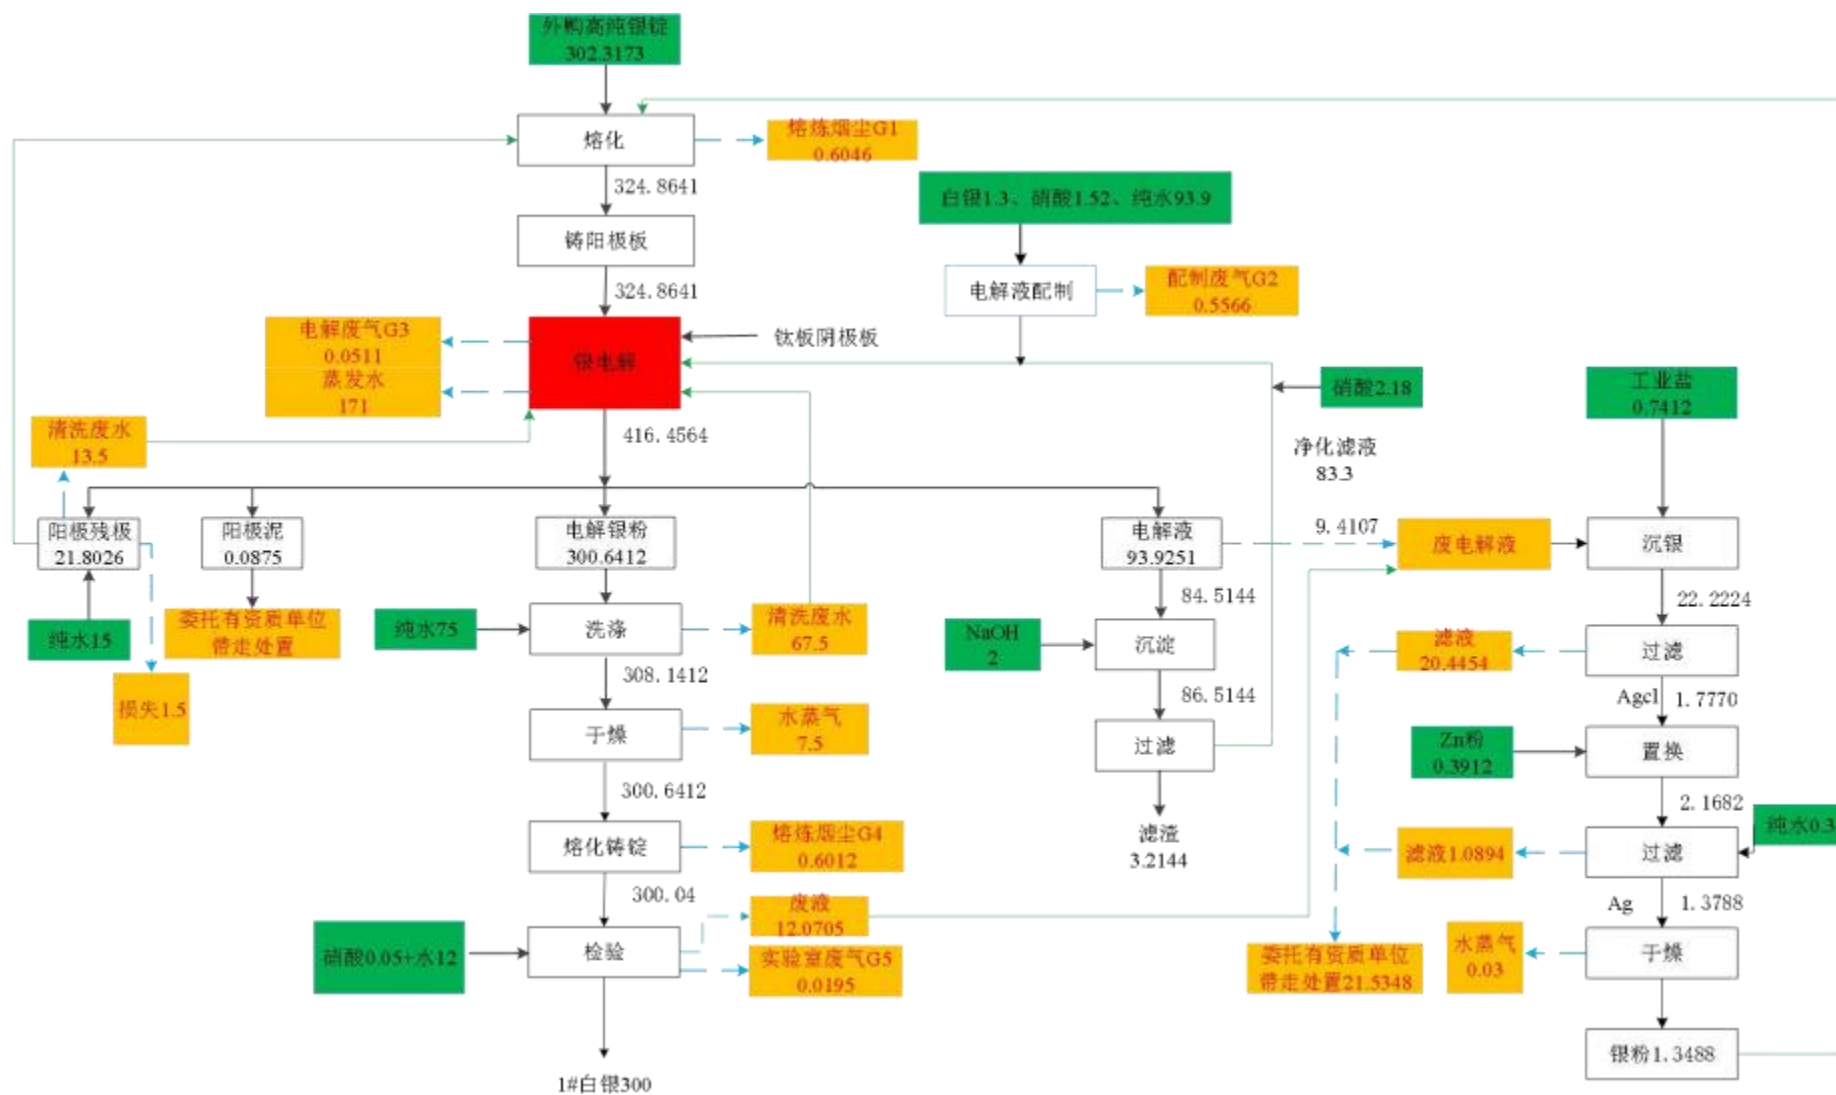 外购高纯银锭
302.3173
熔化
熔炼烟尘G1
0.6046
324.8641
铸阳极板
324.8641
白银1.3、硝酸1.52、纯水93.9
电解液配制
配制废气G2
0.5566
电解废气G3
0.0511
蒸发水
171
银电解
钛板阴极板
硝酸2.18
工业盐
0.7412
清洗废水
13.5
416.4564
净化滤液
83.3
阳极残极
21.8026
阳极泥
0.0875
电解银粉
300.6412
电解液
93.9251
9.4107
废电解液
沉银
纯水15
委托有资质单位
带走处置
纯水75
洗涤
清洗废水
67.5
84.5144
NaOH
2
沉淀
22.2224
滤液
20.4454
过滤
损失1.5
308.1412
干燥
水蒸气
7.5
86.5144
过滤
Agcl
1.7770
Zn粉
0.3912
置换
300.6412
2.1682
纯水0.3
熔化铸锭
熔炼烟尘G4
0.6012
滤渣
3.2144
滤液1.0894
过滤
300.04
废液
12.0705
Ag
1.3788
硝酸0.05+水12
检验
实验室废气G5
0.0195
委托有资质单位
带走处置21.5348
水蒸气
0.03
干燥
1#白银300
银粉1.3488